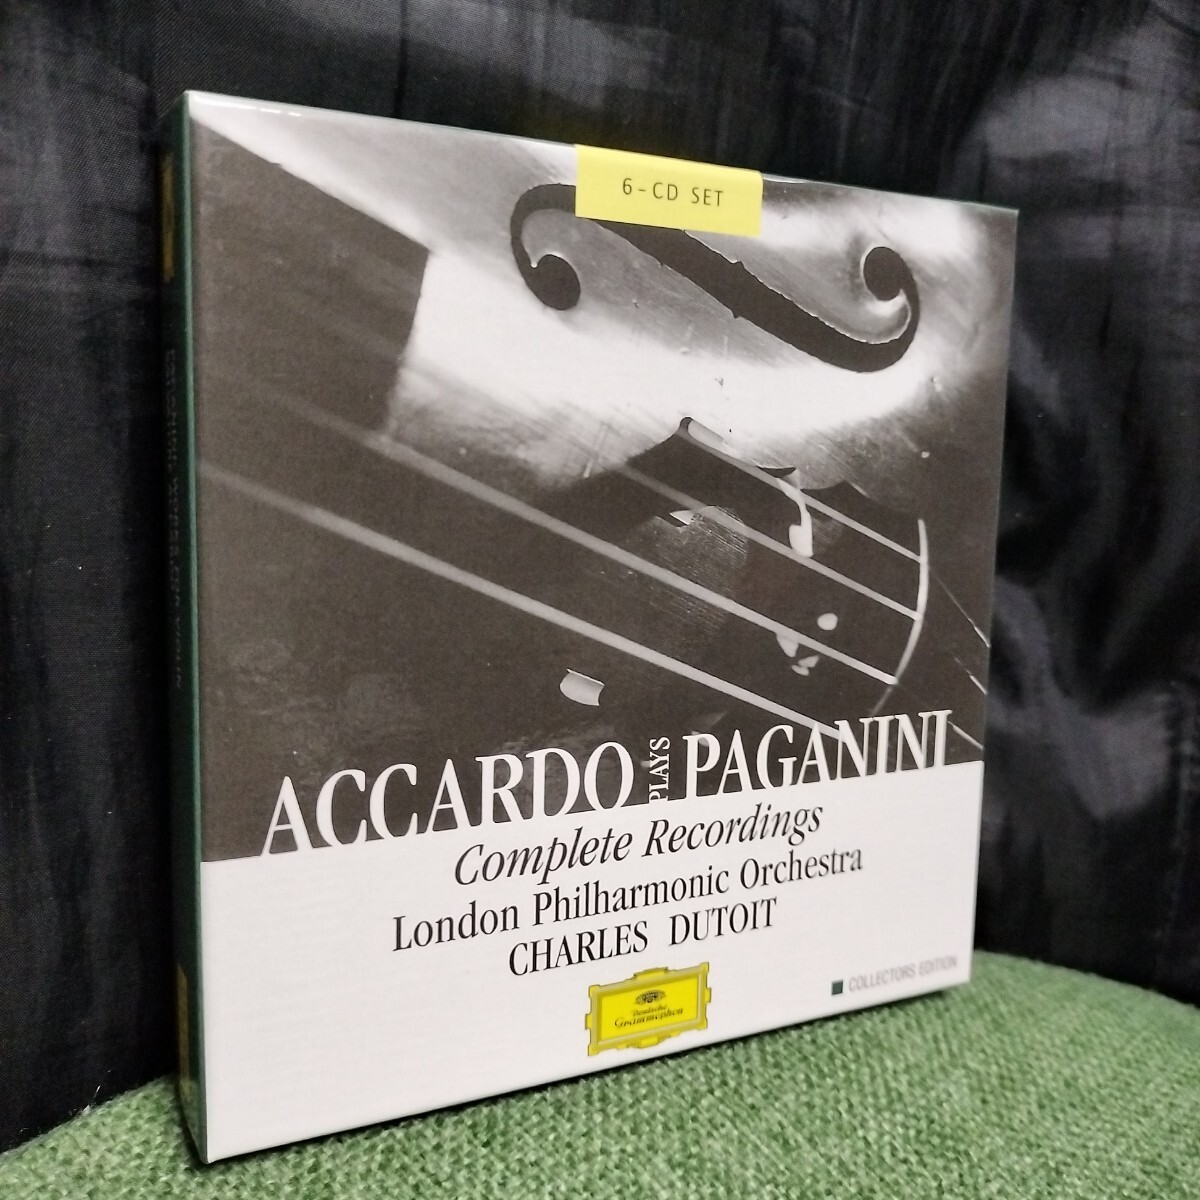 6-CD SET
ACCARDO PLAYS PAGANINI
Complete Recordings
London Philharmonic Orchestra
CHARLES DUTOIT
Deutsche
Grammophon
COLLECTORS EDITION